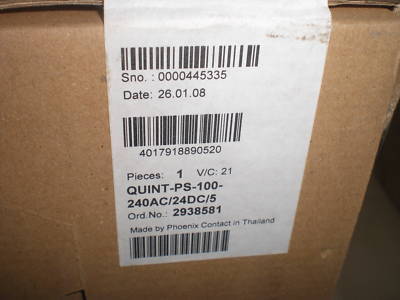 Sno. : 0000445335
Date: 26.01.08
4017918890520
Pieces: 1 V/C: 21
QUINT-PS-100-
240AC/24DC/5
Ord.No.: 2938581
Made by Phoenix Contact in Thailand